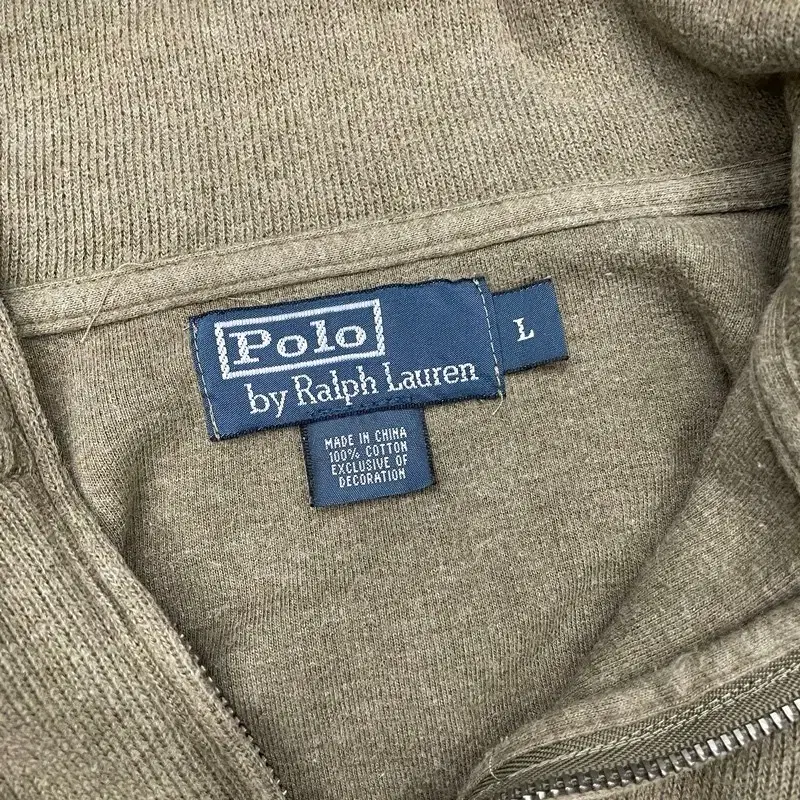 Polo
by Ralph Lauren
L
MADE IN CHINA
100% COTTON
EXCLUSIVE OF
DECORATION